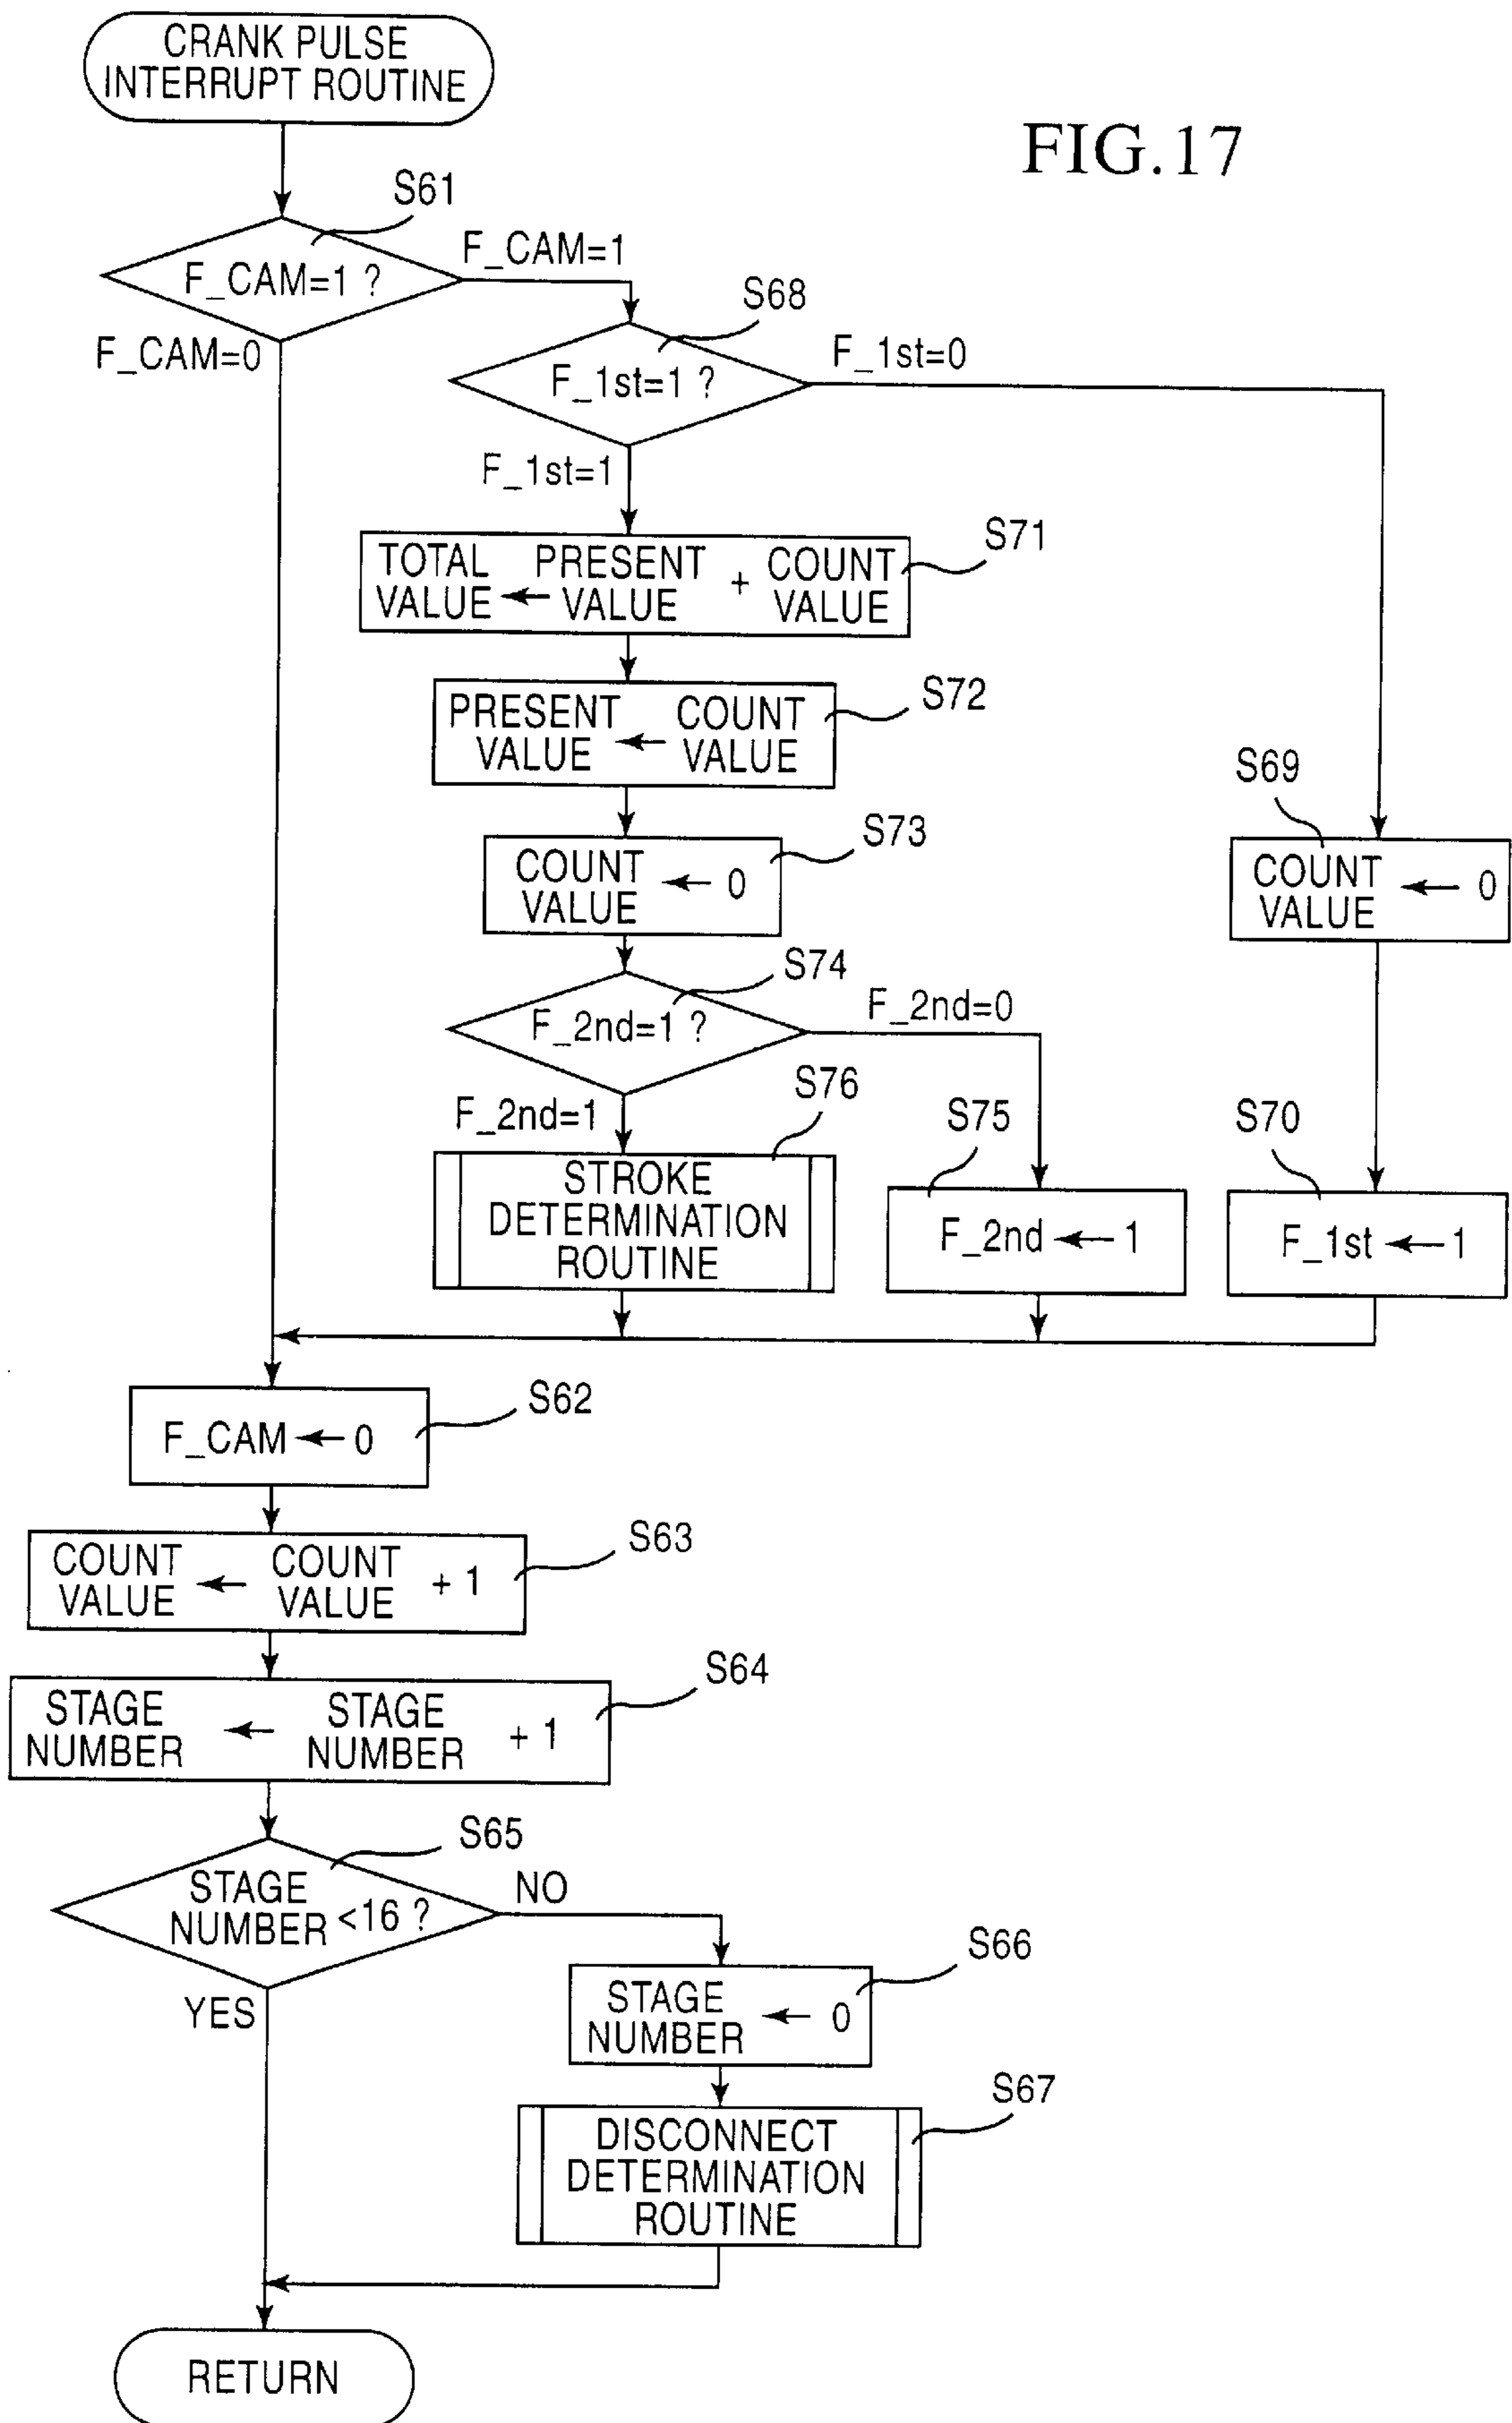 CRANK PULSE
INTERRUPT ROUTINE
FIG.17
S61
F_CAM=1 ?
F_CAM=1
F_CAM=0
S68
F_1st=1 ?
F_1st=0
F_1st=1
S71
TOTAL PRESENT COUNT
VALUE ← VALUE + VALUE
S72
PRESENT COUNT
VALUE ← VALUE
S73
COUNT
VALUE ← 0
S69
COUNT
VALUE ← 0
S74
F_2nd=1 ?
F_2nd=0
F_2nd=1
S76
STROKE
DETERMINATION
ROUTINE
S75
F_2nd ← 1
S70
F_1st ← 1
S62
F_CAM ← 0
S63
COUNT COUNT
VALUE ← VALUE + 1
S64
STAGE STAGE
NUMBER ← NUMBER + 1
S65
STAGE
NUMBER <16 ?
NO
YES
S66
STAGE
NUMBER ← 0
S67
DISCONNECT
DETERMINATION
ROUTINE
RETURN